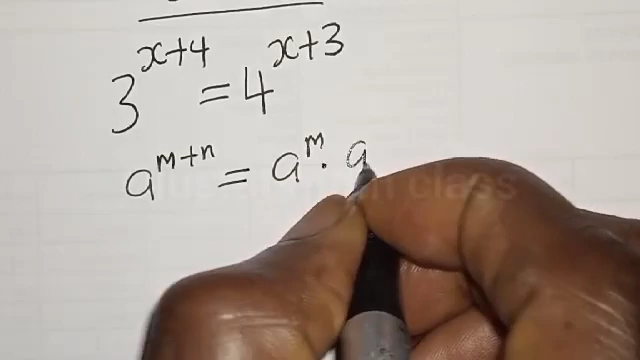 3^{x+4} = 4^{x+3}
a^{m+n} = a^m · a